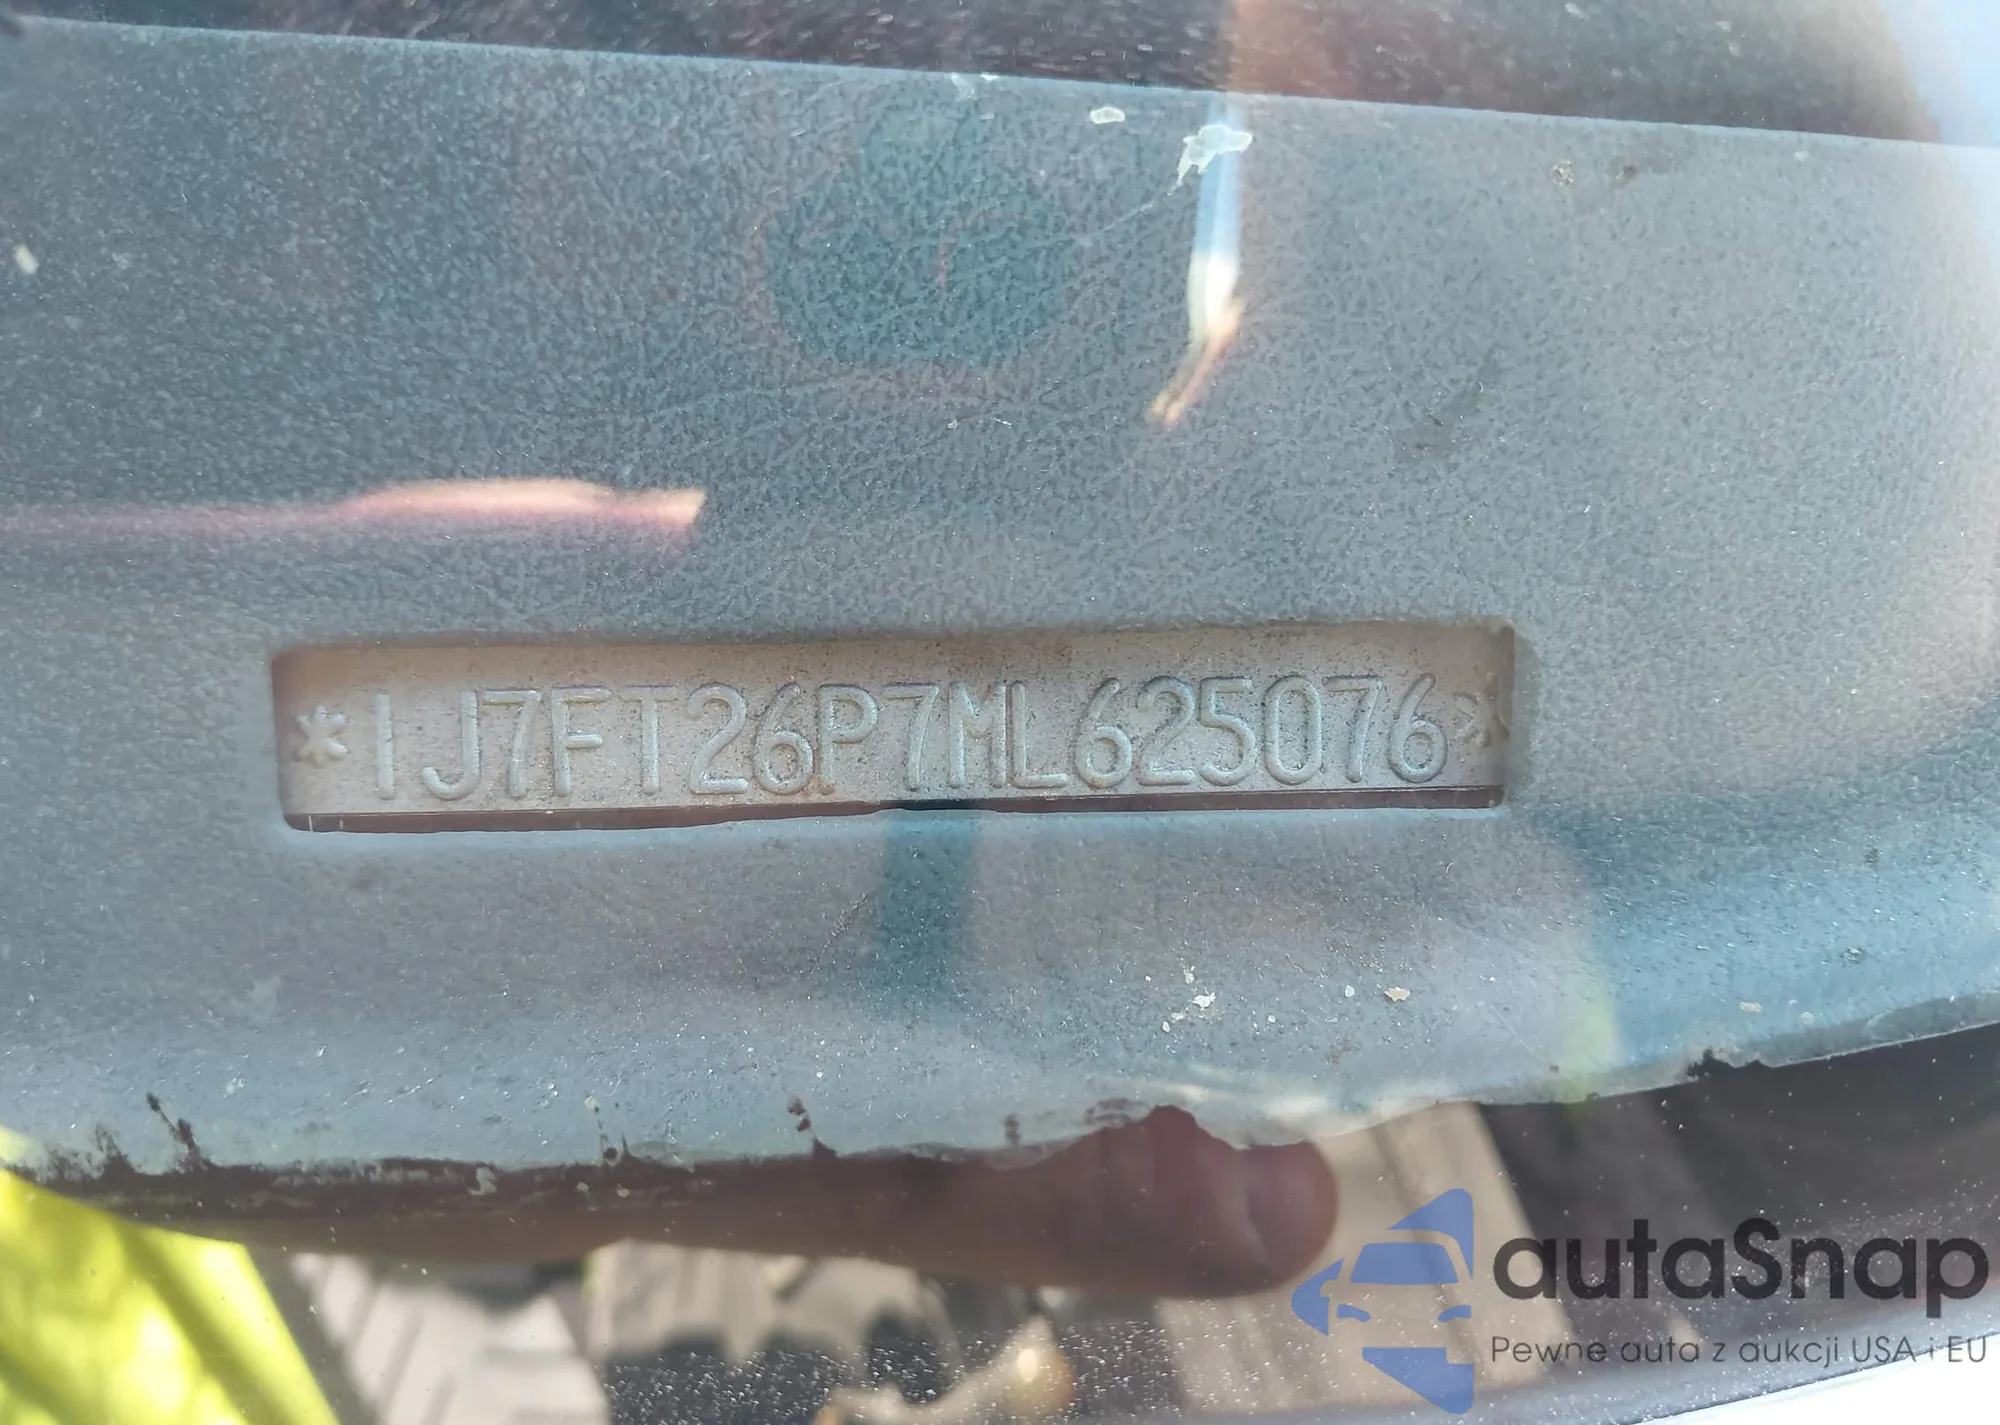 *1J7FT26P7ML625076*
autaSnap
Pewne auta z aukcji USA i EU